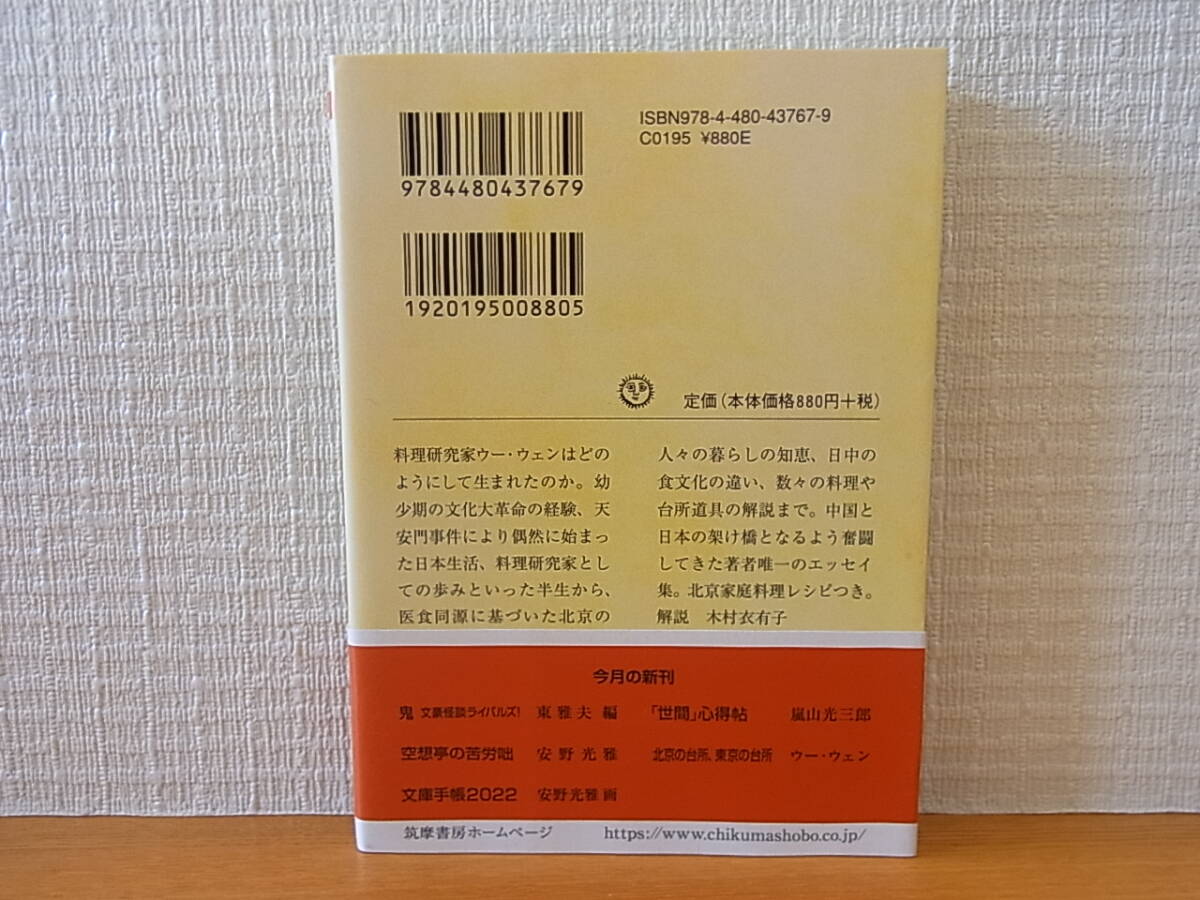 9784480437679
ISBN978-4-480-43767-9
C0195 ¥880E
1920195008805
定価(本体価格880円+税)
料理研究家ウー・ウェンはどの
ようにして生まれたのか。幼
少期の文化大革命の経験、天
安門事件により偶然に始まっ
た日本生活、料理研究家とし
ての歩みといった半生から、
医食同源に基づいた北京の
人々の暮らしの知恵、日中の
食文化の違い、数々の料理や
台所道具の解説まで。中国と
日本の架け橋となるよう奮闘
してきた著者唯一のエッセイ
集。北京家庭料理レシピつき。
解説 木村衣有子
今月の新刊
鬼 文豪怪談ライバルズ! 東雅夫 編
空想亭の苦労咄 安野光雅
文庫手帳2022 安野光雅 画
「世間」心得帖 嵐山光三郎
北京の台所、東京の台所 ウー・ウェン
筑摩書房ホームページ https://www.chikumashobo.co.jp/